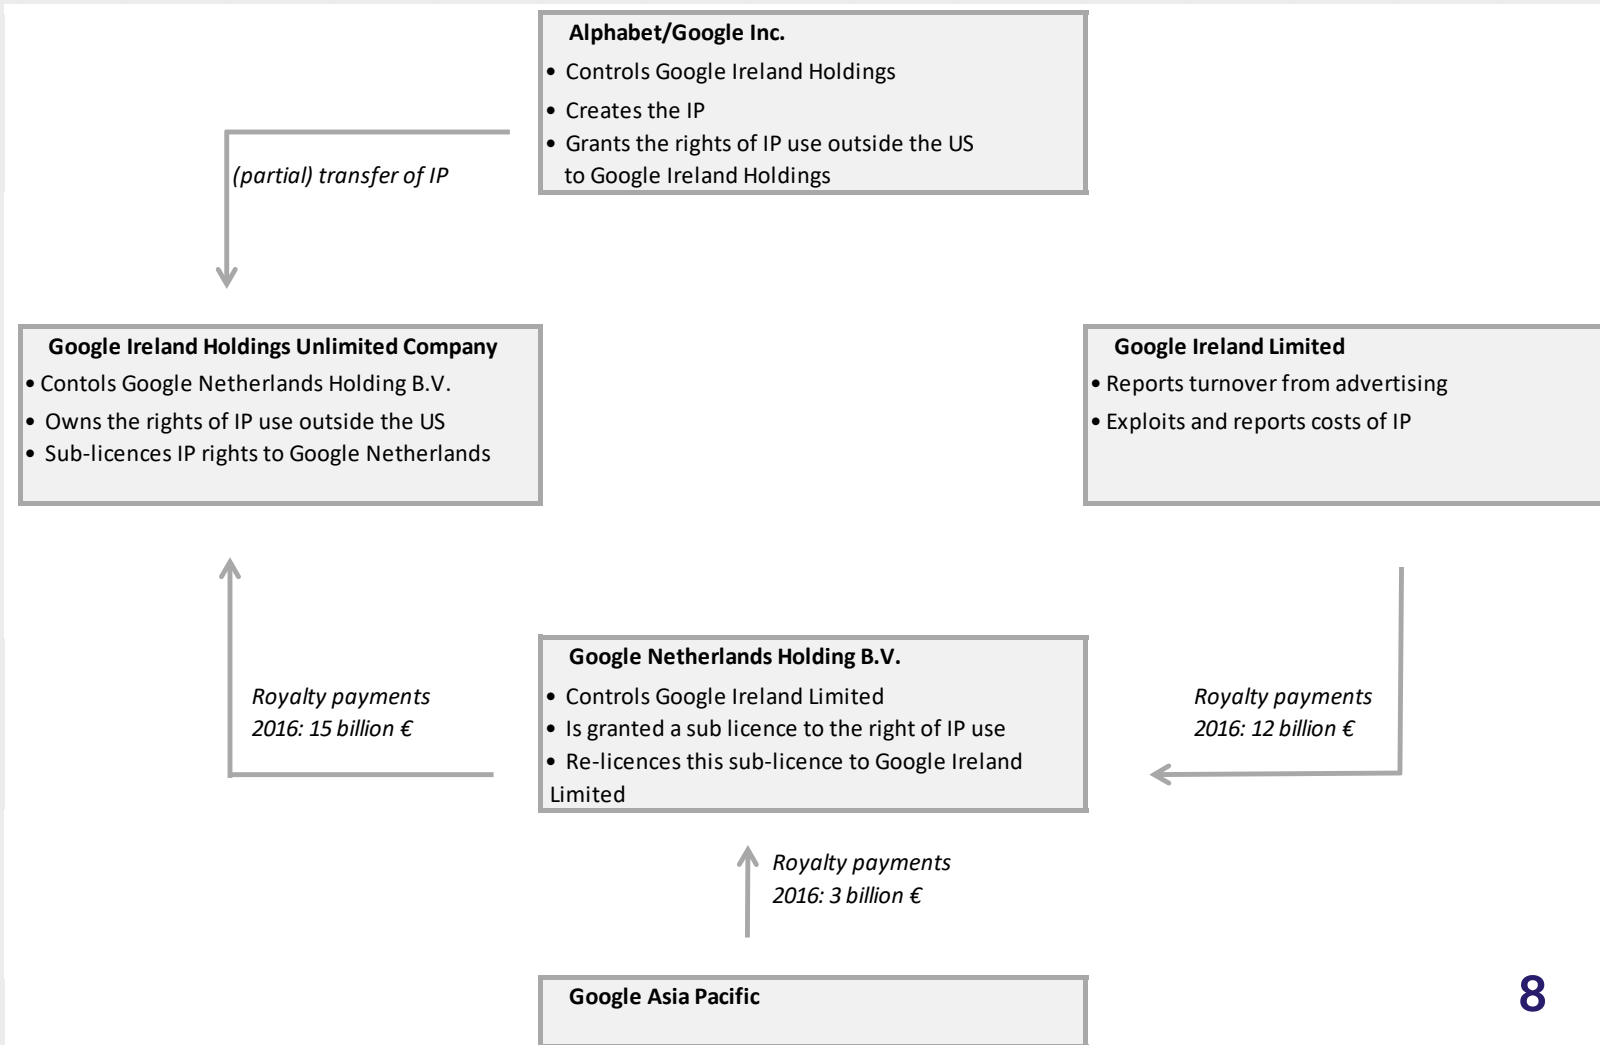 Alphabet/Google Inc.
• Controls Google Ireland Holdings
• Creates the IP
• Grants the rights of IP use outside the US
to Google Ireland Holdings
(partial) transfer of IP
Google Ireland Holdings Unlimited Company
• Contols Google Netherlands Holding B.V.
• Owns the rights of IP use outside the US
• Sub-licences IP rights to Google Netherlands
Google Ireland Limited
• Reports turnover from advertising
• Exploits and reports costs of IP
Royalty payments
2016: 15 billion €
Google Netherlands Holding B.V.
• Controls Google Ireland Limited
• Is granted a sub licence to the right of IP use
• Re-licences this sub-licence to Google Ireland
Limited
Royalty payments
2016: 12 billion €
Royalty payments
2016: 3 billion €
Google Asia Pacific
8